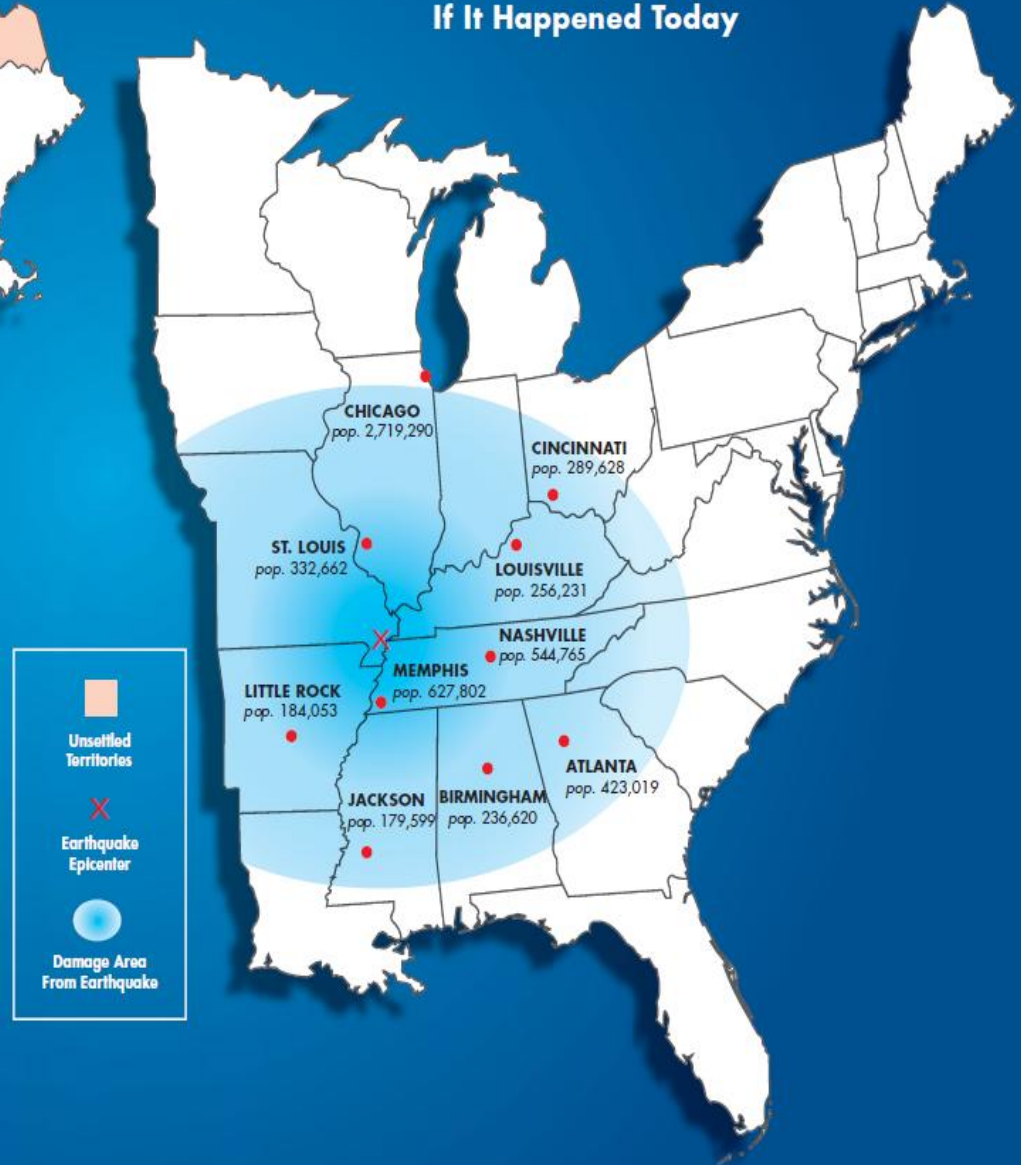 If It Happened Today
CHICAGO
pop. 2,719,290
CINCINNATI
pop. 289,628
ST. LOUIS
pop. 332,662
LOUISVILLE
pop. 256,231
NASHVILLE
pop. 544,765
MEMPHIS
pop. 627,802
LITTLE ROCK
pop. 184,053
ATLANTA
pop. 423,019
JACKSON
pop. 179,599
BIRMINGHAM
pop. 236,620
Unsettled
Territories
X
Earthquake
Epicenter
Damage Area
From Earthquake